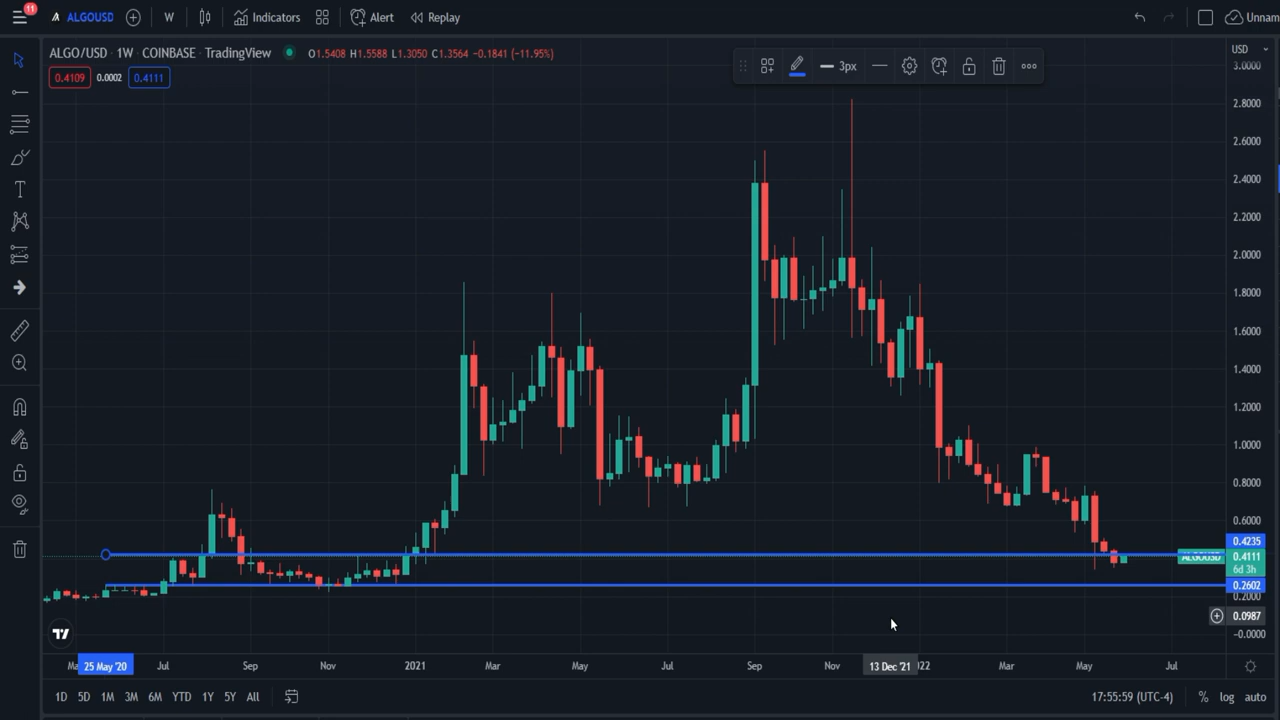 11
ALGOUSD
W
Indicators
Alert
Replay
Unnam
ALGO/USD · 1W · COINBASE · TradingView
O1.5408 H1.5588 L1.3050 C1.3564 −0.1841 (−11.95%)
0.4109 0.0002 0.4111
3px
USD
3.0000
2.8000
2.6000
2.4000
2.2000
2.0000
1.8000
1.6000
1.4000
1.2000
1.0000
0.8000
0.6000
0.4235
ALGOUSD 0.4111
6d 3h
0.2602
0.2000
0.0987
-0.0000
25 May '20 Jul Sep Nov 2021 Mar May Jul Sep Nov 13 Dec '21 Mar May Jul
1D 5D 1M 3M 6M YTD 1Y 5Y All
17:55:59 (UTC-4) % log auto